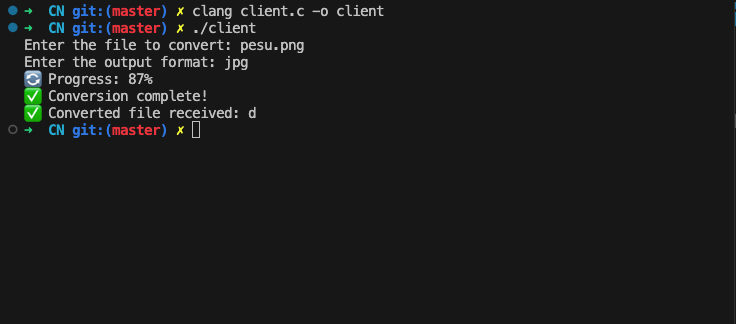 ➜ CN git:(master) ✗ clang client.c -o client
➜ CN git:(master) ✗ ./client
Enter the file to convert: pesu.png
Enter the output format: jpg
🔄 Progress: 87%
✅ Conversion complete!
✅ Converted file received: d
➜ CN git:(master) ✗